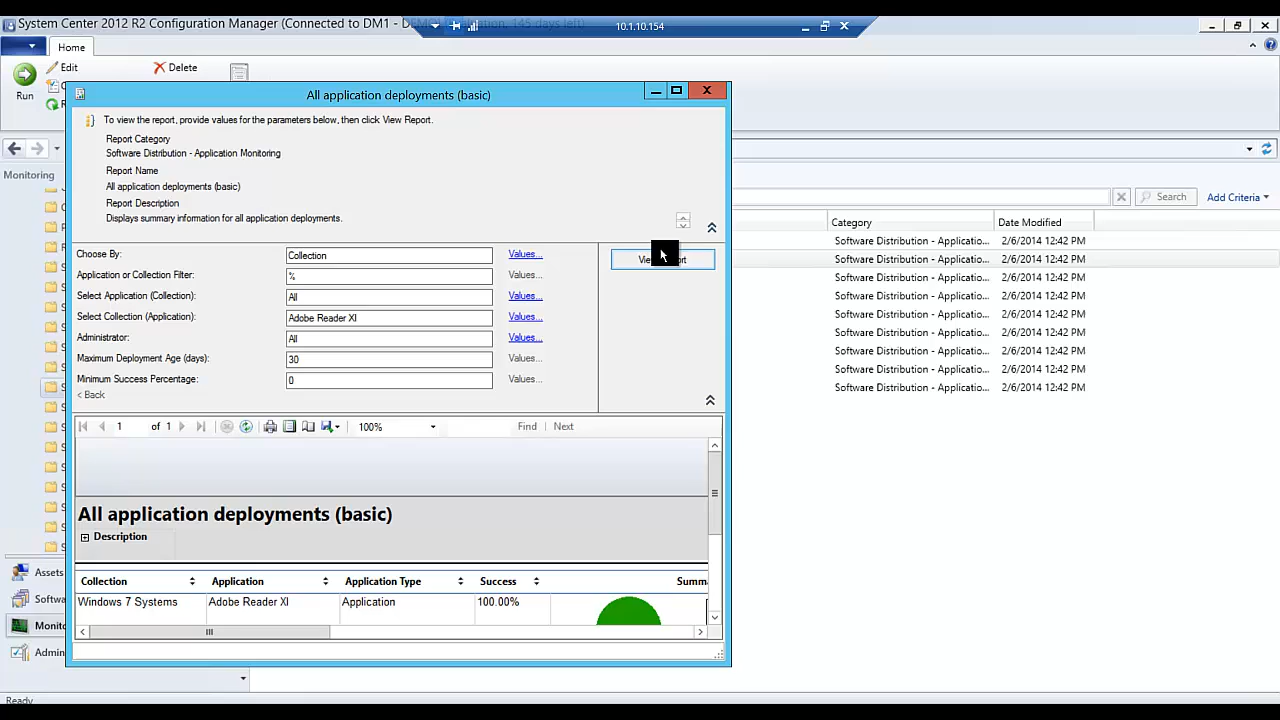 System Center 2012 R2 Configuration Manager (Connected to DM1 -
10.1.10.154
Home
Edit
Delete
Run
All application deployments (basic)
To view the report, provide values for the parameters below, then click View Report.
Report Category
Software Distribution - Application Monitoring
Report Name
All application deployments (basic)
Report Description
Displays summary information for all application deployments.
Monitoring
Search
Add Criteria
Category
Date Modified
Software Distribution - Applicatio... 2/6/2014 12:42 PM
Software Distribution - Applicatio... 2/6/2014 12:42 PM
Software Distribution - Applicatio... 2/6/2014 12:42 PM
Software Distribution - Applicatio... 2/6/2014 12:42 PM
Software Distribution - Applicatio... 2/6/2014 12:42 PM
Software Distribution - Applicatio... 2/6/2014 12:42 PM
Software Distribution - Applicatio... 2/6/2014 12:42 PM
Software Distribution - Applicatio... 2/6/2014 12:42 PM
Software Distribution - Applicatio... 2/6/2014 12:42 PM
Choose By: Collection Values...
Application or Collection Filter: % Values...
Select Application (Collection): All Values...
Select Collection (Application): Adobe Reader XI Values...
Administrator: All Values...
Maximum Deployment Age (days): 30 Values...
Minimum Success Percentage: 0 Values...
< Back
1 of 1 100% Find Next
All application deployments (basic)
Description
Collection Application Application Type Success Summ
Windows 7 Systems Adobe Reader XI Application 100.00%
Assets
Softwa
Monito
Admin
Ready